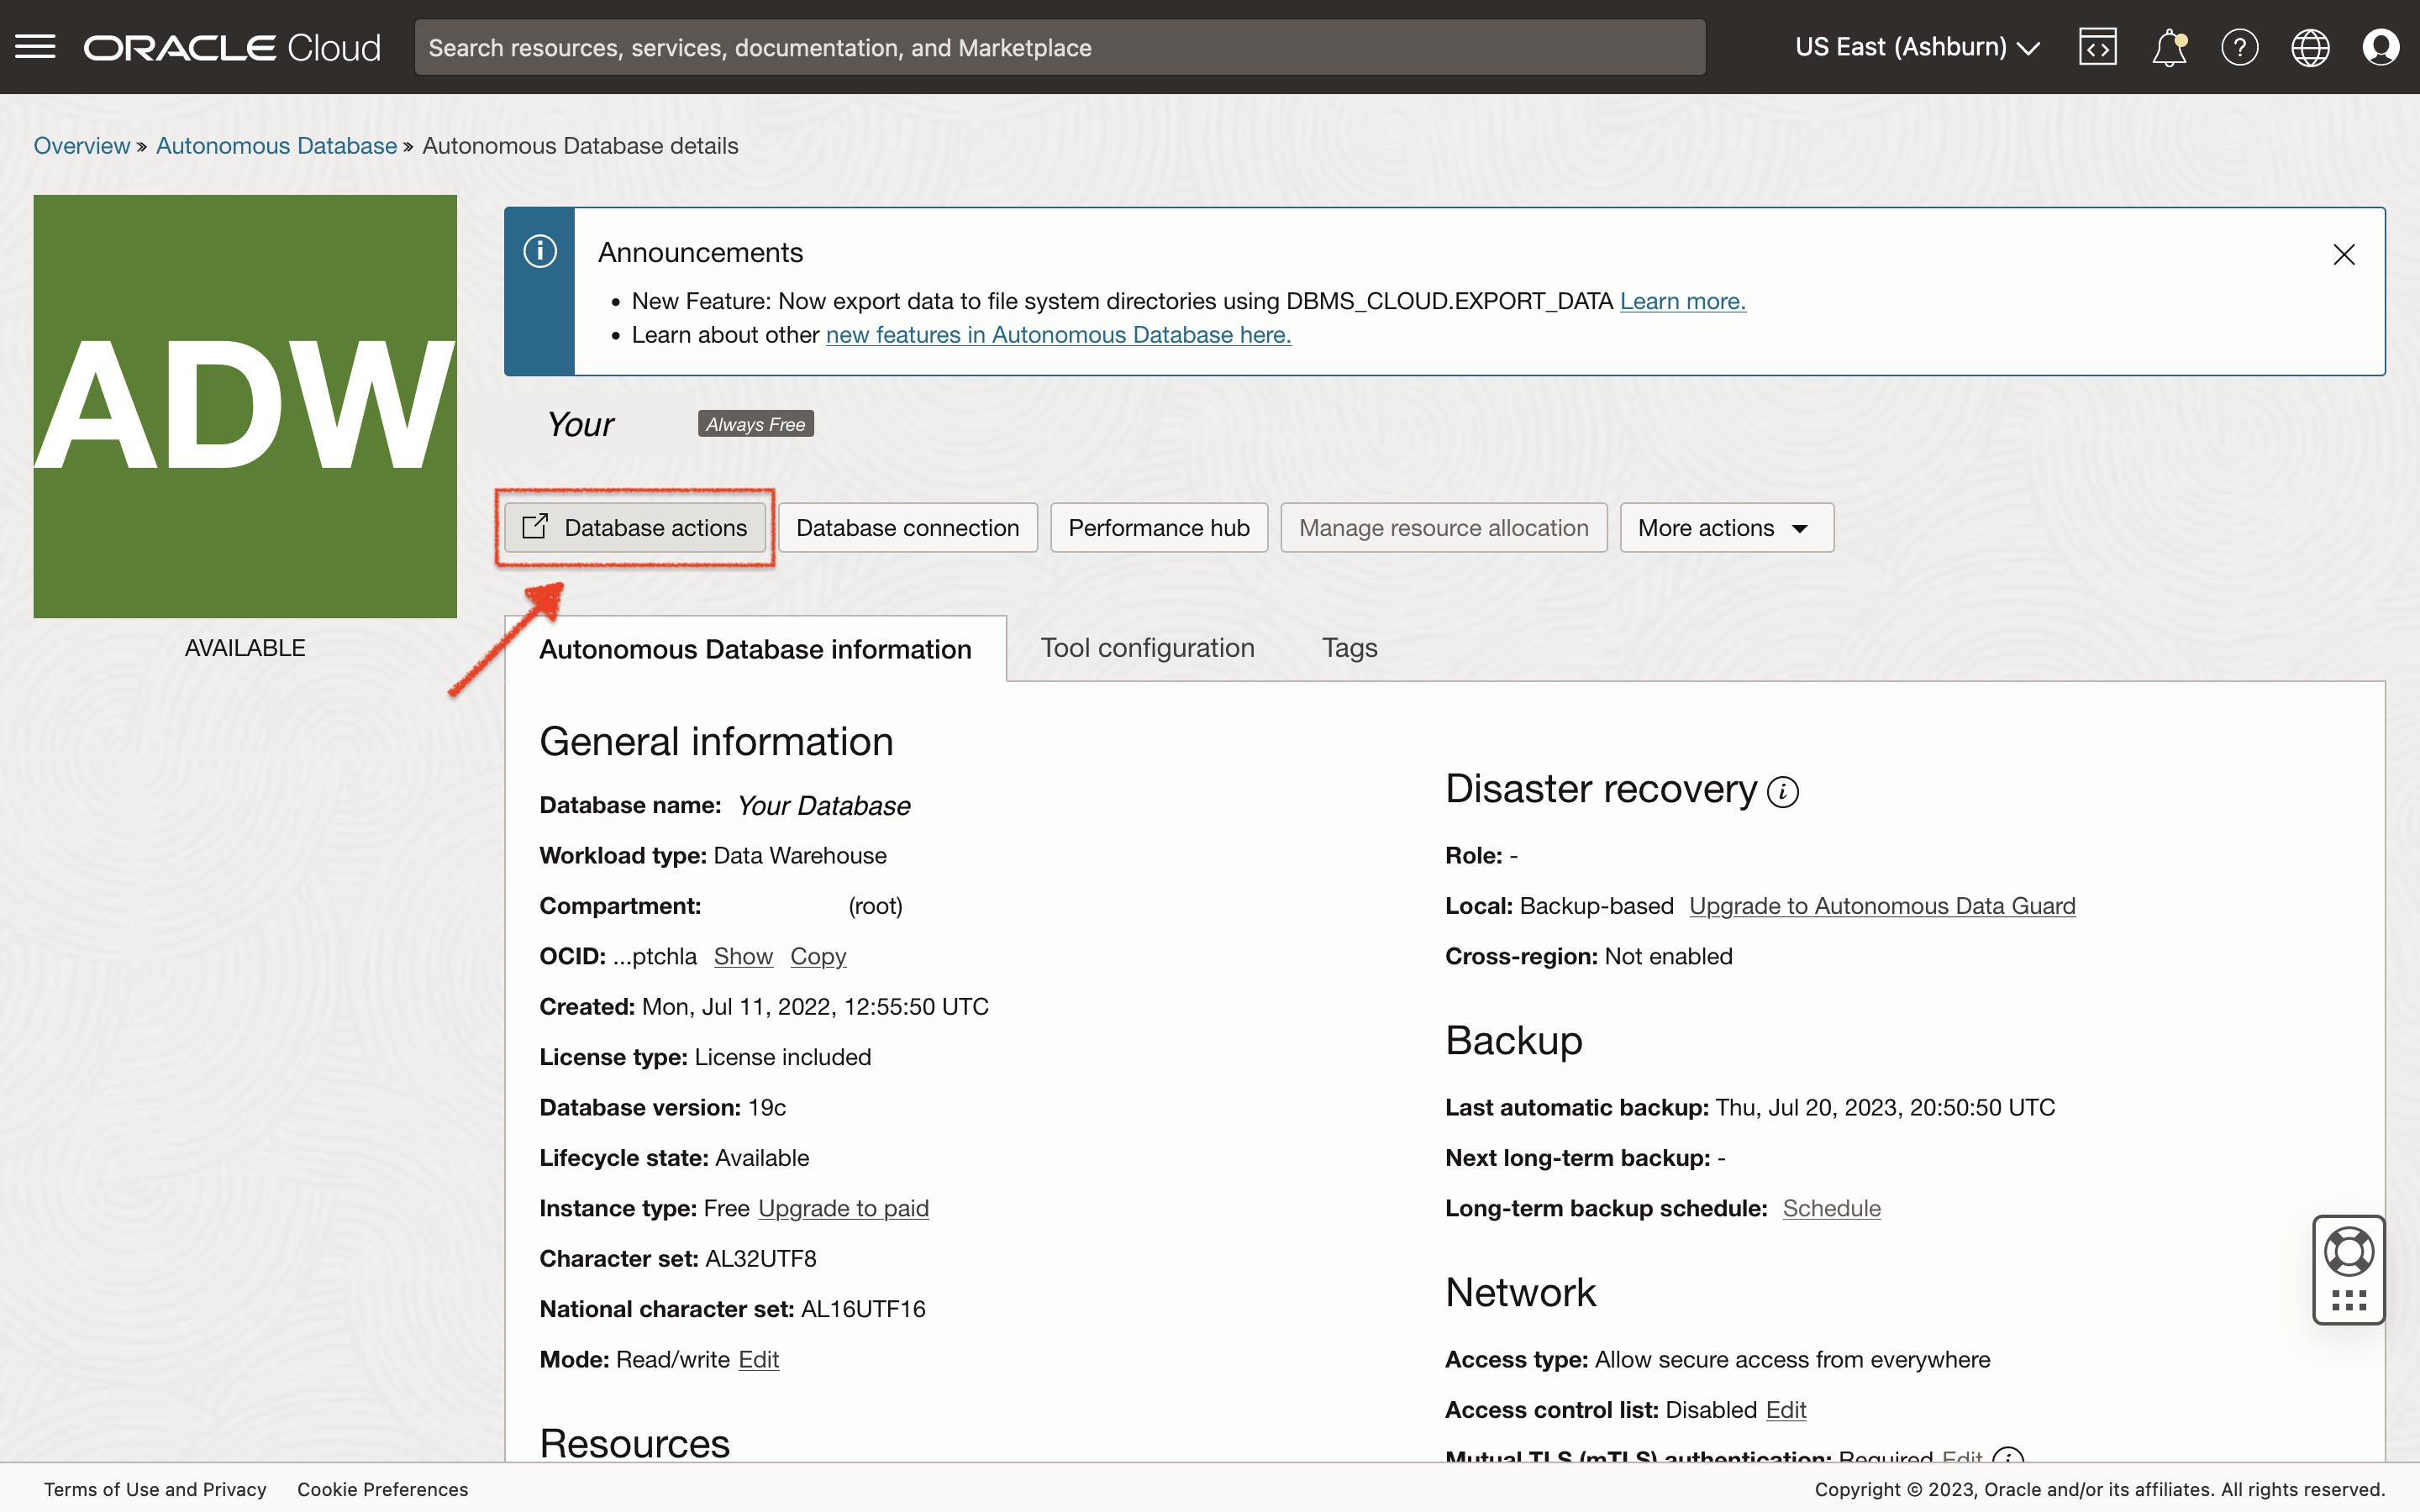 ORACLE Cloud
Search resources, services, documentation, and Marketplace
US East (Ashburn)
Overview » Autonomous Database » Autonomous Database details
ADW
AVAILABLE
Announcements
• New Feature: Now export data to file system directories using DBMS_CLOUD.EXPORT_DATA Learn more.
• Learn about other new features in Autonomous Database here.
Your
Always Free
Database actions
Database connection
Performance hub
Manage resource allocation
More actions
Autonomous Database information
Tool configuration
Tags
General information
Database name: Your Database
Workload type: Data Warehouse
Compartment: (root)
OCID: ...ptchla Show Copy
Created: Mon, Jul 11, 2022, 12:55:50 UTC
License type: License included
Database version: 19c
Lifecycle state: Available
Instance type: Free Upgrade to paid
Character set: AL32UTF8
National character set: AL16UTF16
Mode: Read/write Edit
Resources
Disaster recovery
Role: -
Local: Backup-based Upgrade to Autonomous Data Guard
Cross-region: Not enabled
Backup
Last automatic backup: Thu, Jul 20, 2023, 20:50:50 UTC
Next long-term backup: -
Long-term backup schedule: Schedule
Network
Access type: Allow secure access from everywhere
Access control list: Disabled Edit
Mutual TLS (mTLS) authentication: Required Edit
Terms of Use and Privacy
Cookie Preferences
Copyright © 2023, Oracle and/or its affiliates. All rights reserved.